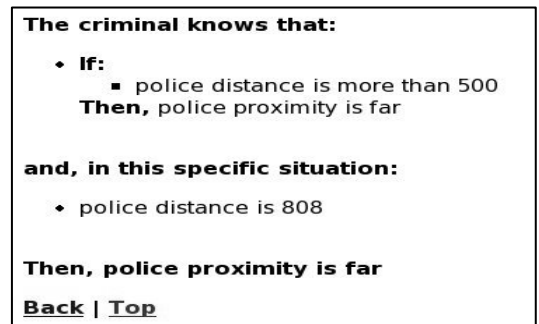 The criminal knows that:
• If:
▪ police distance is more than 500
Then, police proximity is far
and, in this specific situation:
• police distance is 808
Then, police proximity is far
Back | Top